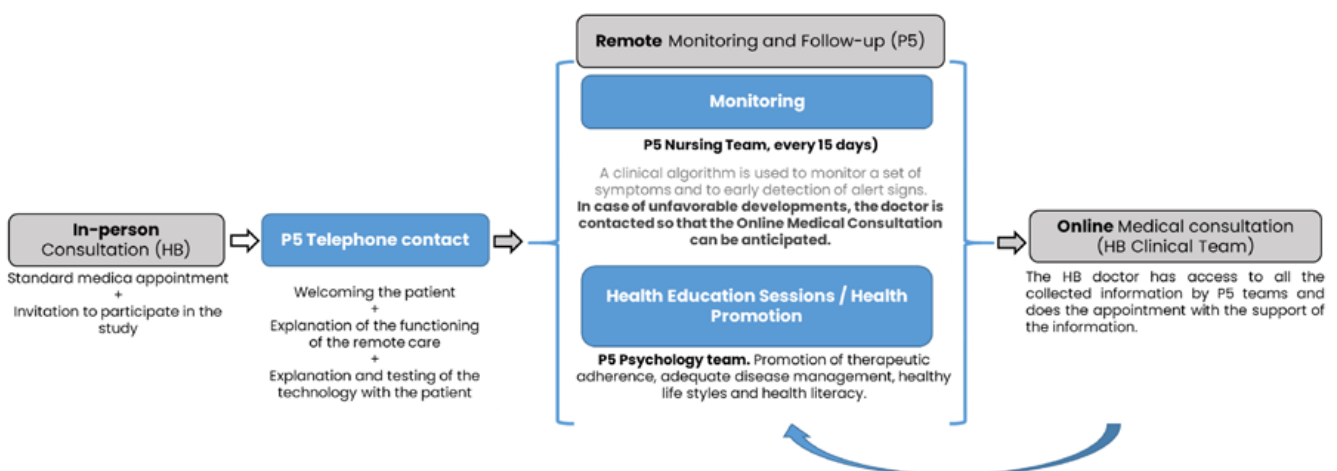 Remote Monitoring and Follow-up (P5)
Monitoring
P5 Nursing Team, every 15 days)
A clinical algorithm is used to monitor a set of
symptoms and to early detection of alert signs.
In case of unfavorable developments, the doctor is
contacted so that the Online Medical Consultation
can be anticipated.
In-person
Consultation (HB)
Standard medica appointment
+
Invitation to participate in the
study
P5 Telephone contact
Welcoming the patient
+
Explanation of the functioning
of the remote care
+
Explanation and testing of the
technology with the patient
Health Education Sessions / Health
Promotion
P5 Psychology team. Promotion of therapeutic
adherence, adequate disease management, healthy
life styles and health literacy.
Online Medical consultation
(HB Clinical Team)
The HB doctor has access to all the
collected information by P5 teams and
does the appointment with the support of
the information.